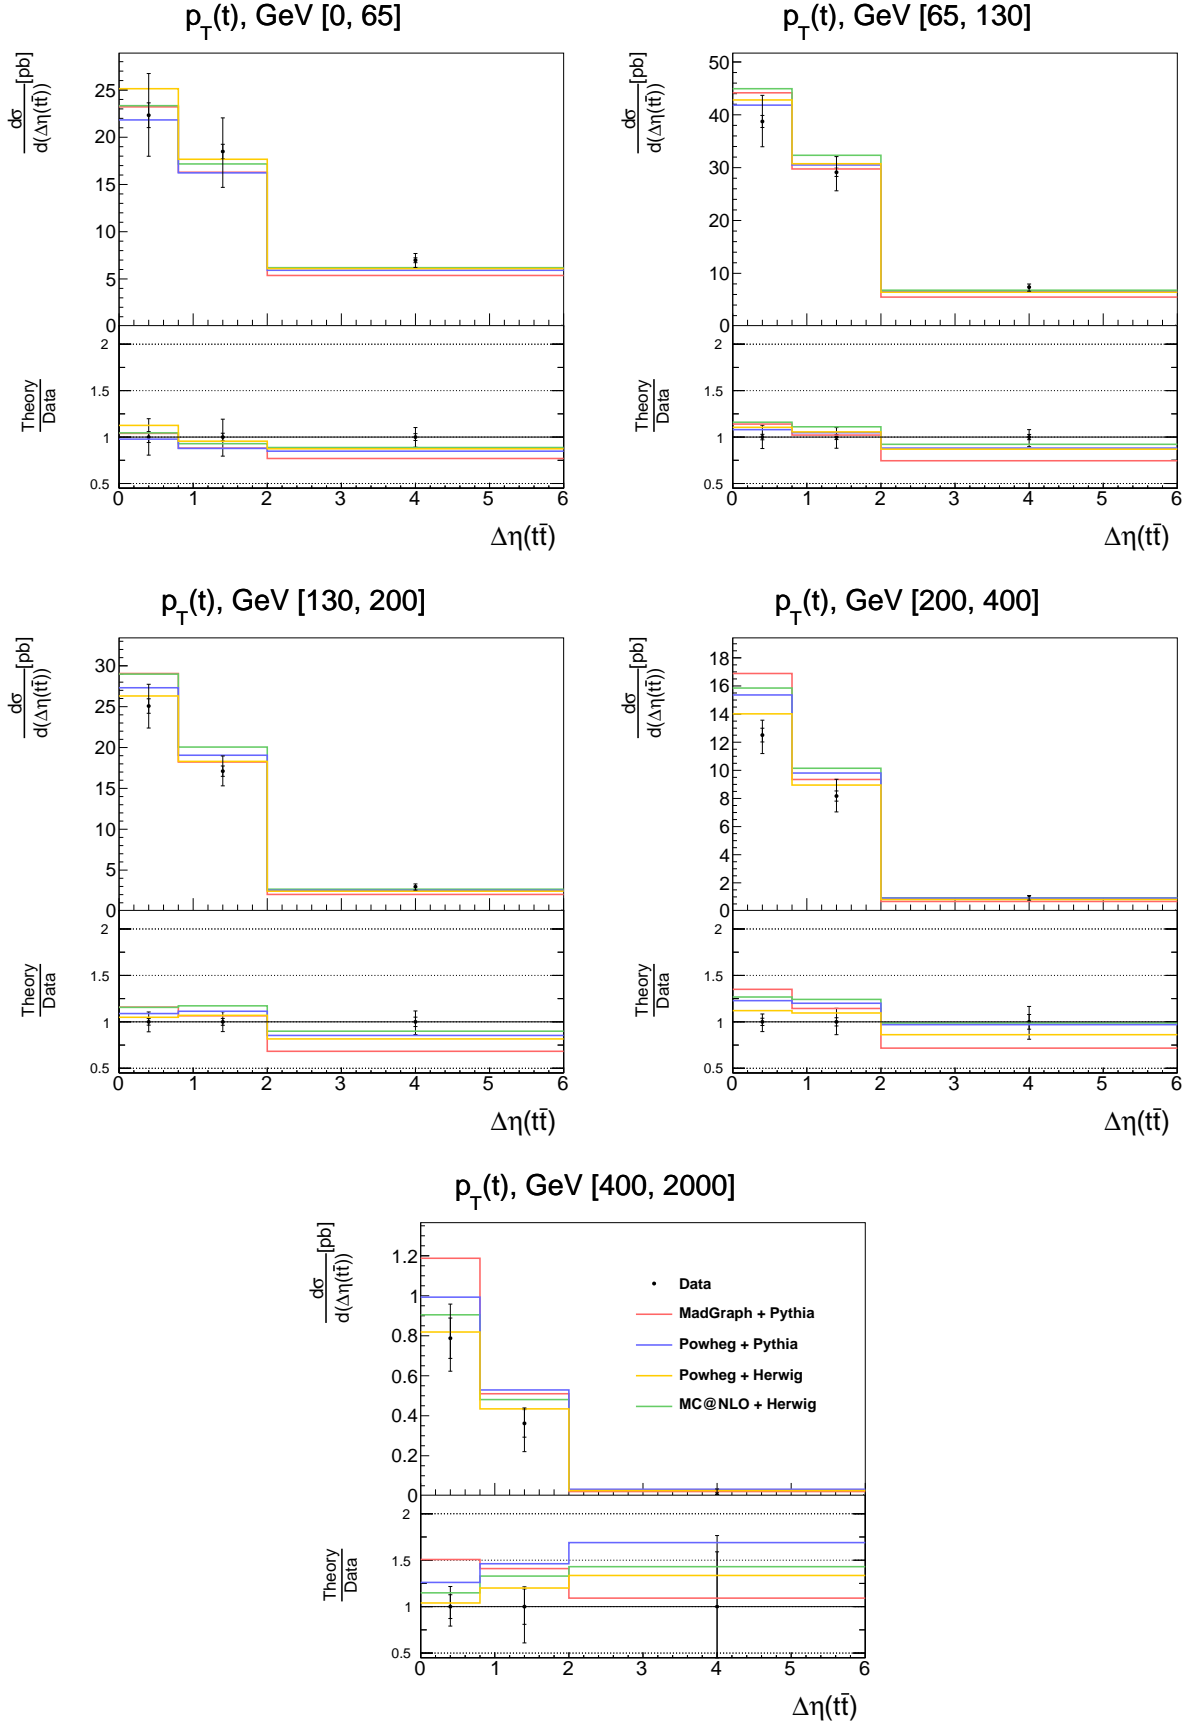 p_T(t), GeV [0, 65]
dσ
d(Δη(tt̄)) [pb]
25
20
15
10
5
0
Theory
Data
2
1.5
1
0.5
0 1 2 3 4 5 6
Δη(tt̄)
p_T(t), GeV [65, 130]
dσ
d(Δη(tt̄)) [pb]
50
40
30
20
10
0
Theory
Data
2
1.5
1
0.5
0 1 2 3 4 5 6
Δη(tt̄)
p_T(t), GeV [130, 200]
dσ
d(Δη(tt̄)) [pb]
30
25
20
15
10
5
0
Theory
Data
2
1.5
1
0.5
0 1 2 3 4 5 6
Δη(tt̄)
p_T(t), GeV [200, 400]
dσ
d(Δη(tt̄)) [pb]
18
16
14
12
10
8
6
4
2
0
Theory
Data
2
1.5
1
0.5
0 1 2 3 4 5 6
Δη(tt̄)
p_T(t), GeV [400, 2000]
dσ
d(Δη(tt̄)) [pb]
1.2
1
0.8
0.6
0.4
0.2
0
Data
MadGraph + Pythia
Powheg + Pythia
Powheg + Herwig
MC@NLO + Herwig
Theory
Data
2
1.5
1
0.5
0 1 2 3 4 5 6
Δη(tt̄)